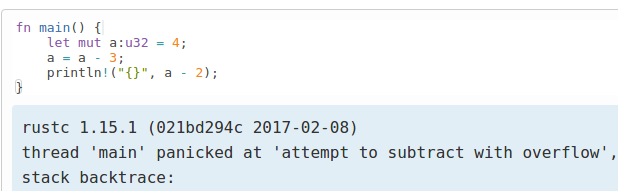 fn main() {
    let mut a:u32 = 4;
    a = a - 3;
    println!("{}", a - 2);
}
rustc 1.15.1 (021bd294c 2017-02-08)
thread 'main' panicked at 'attempt to subtract with overflow',
stack backtrace: